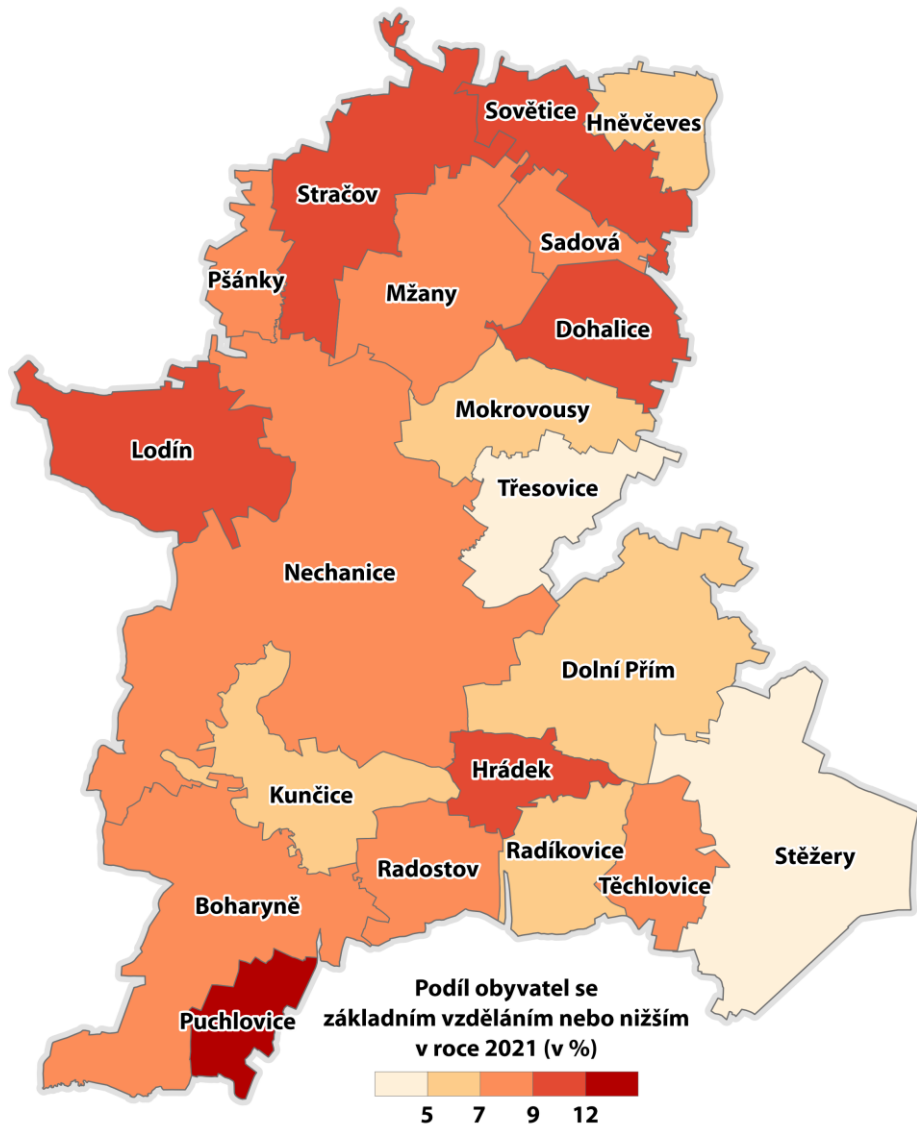 Sovětice
Hněvčeves
Stračov
Sadová
Pšánky
Mžany
Dohalice
Mokrovousy
Lodín
Třesovice
Nechanice
Dolní Přím
Hrádek
Kunčice
Radíkovice
Stěžery
Radostov
Těchlovice
Boharyně
Puchlovice
Podíl obyvatel se
základním vzděláním nebo nižším
v roce 2021 (v %)
5 7 9 12